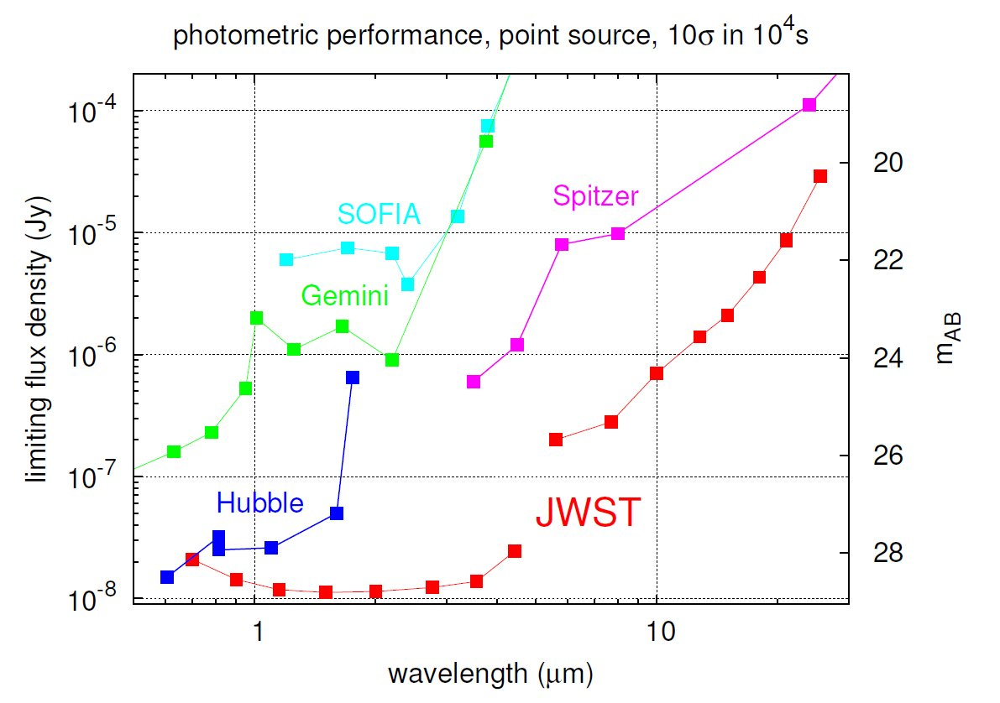 photometric performance, point source, 10σ in 10⁴s
limiting flux density (Jy)
10⁻⁴
10⁻⁵
10⁻⁶
10⁻⁷
10⁻⁸
SOFIA
Gemini
Hubble
Spitzer
JWST
20
22
24
26
28
m_AB
1
10
wavelength (μm)